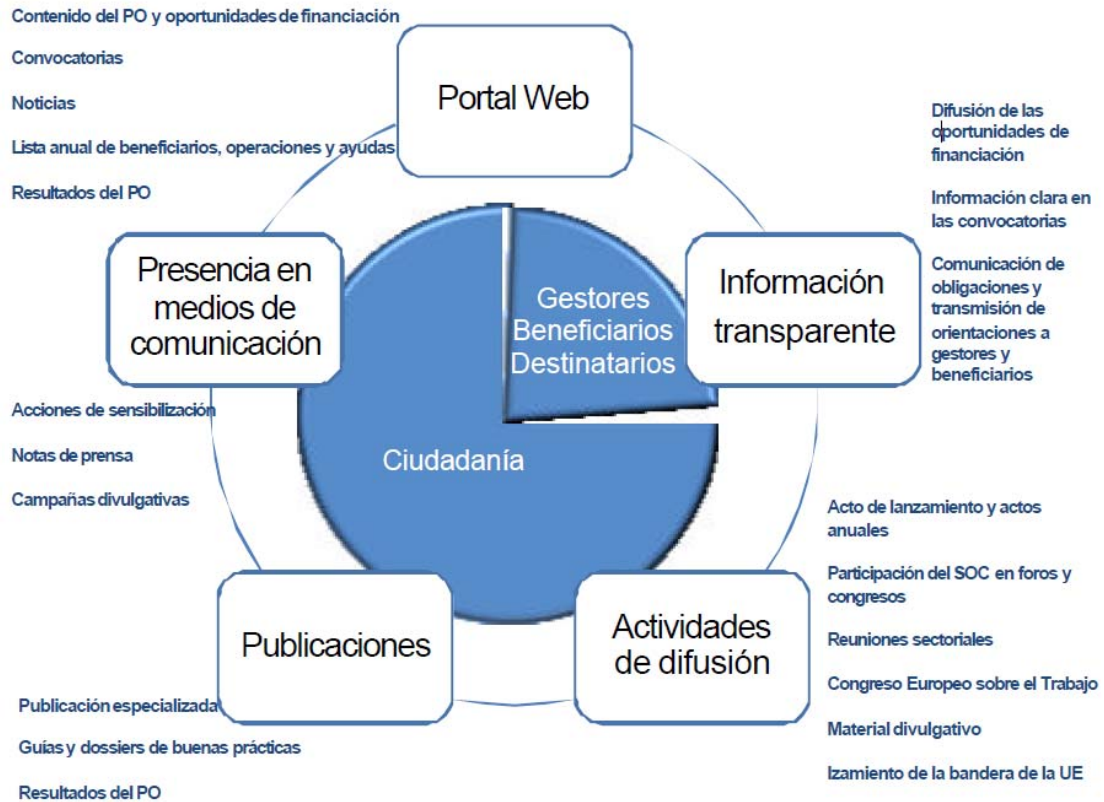 Contenido del PO y oportunidades de financiación
Convocatorias
Noticias
Lista anual de beneficiarios, operaciones y ayudas
Resultados del PO
Portal Web
Difusión de las
oportunidades de
financiación
Información clara en
las convocatorias
Comunicación de
obligaciones y
transmisión de
orientaciones a
gestores y
beneficiarios
Información
transparente
Presencia en
medios de
comunicación
Gestores
Beneficiarios
Destinatarios
Ciudadanía
Acciones de sensibilización
Notas de prensa
Campañas divulgativas
Publicaciones
Publicación especializada
Guías y dossiers de buenas prácticas
Resultados del PO
Actividades
de difusión
Acto de lanzamiento y actos
anuales
Participación del SOC en foros y
congresos
Reuniones sectoriales
Congreso Europeo sobre el Trabajo
Material divulgativo
Izamiento de la bandera de la UE